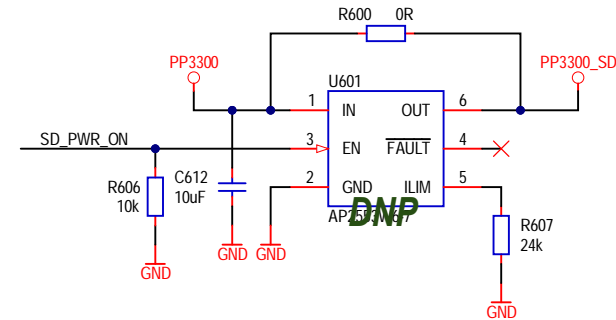 R600 0R
PP3300
PP3300_SD
U601
1 IN OUT 6
SD_PWR_ON
3 EN FAULT 4
2 GND ILIM 5
R606
10k
C612
10uF
DNP
R607
24k
GND
GND
GND
GND